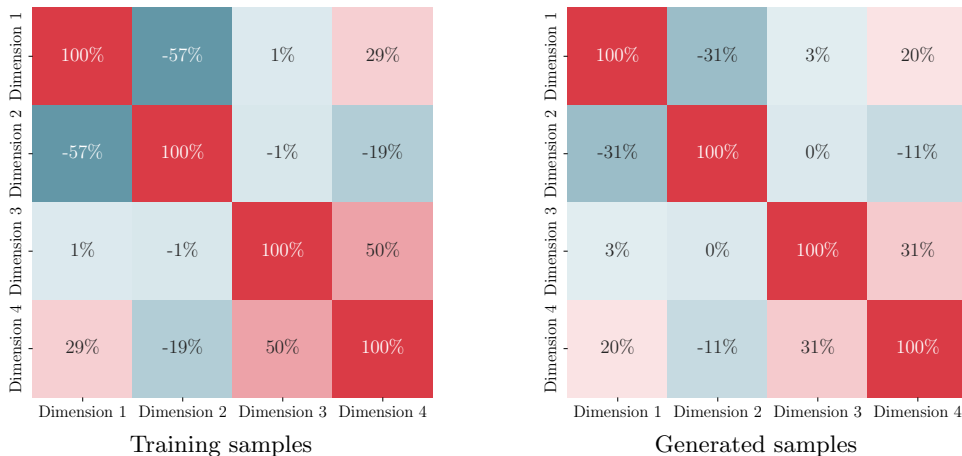 Dimension 1
100%
-57%
1%
29%
Dimension 2
-57%
100%
-1%
-19%
Dimension 3
1%
-1%
100%
50%
Dimension 4
29%
-19%
50%
100%
Dimension 1 Dimension 2 Dimension 3 Dimension 4
Training samples
Dimension 1
100%
-31%
3%
20%
Dimension 2
-31%
100%
0%
-11%
Dimension 3
3%
0%
100%
31%
Dimension 4
20%
-11%
31%
100%
Dimension 1 Dimension 2 Dimension 3 Dimension 4
Generated samples